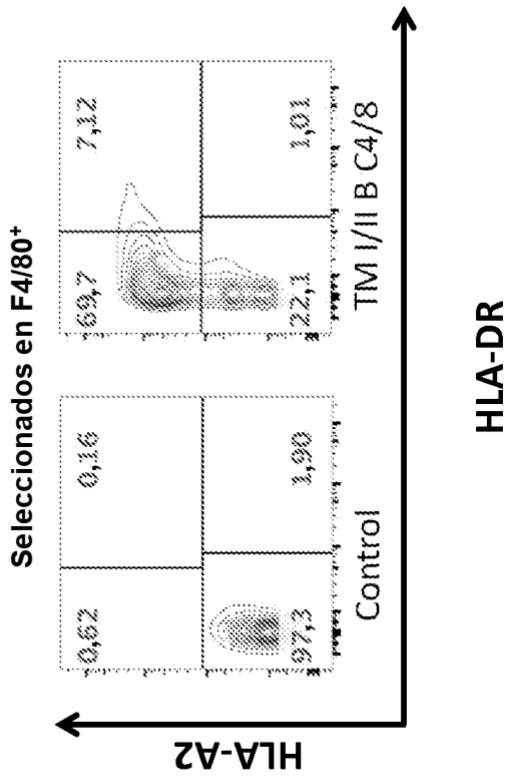 Seleccionados en F4/80⁺
0,62
0,16
97,3
1,90
Control
69,7
7,12
22,1
1,01
TMI I/II B C4/8
HLA-A2
HLA-DR